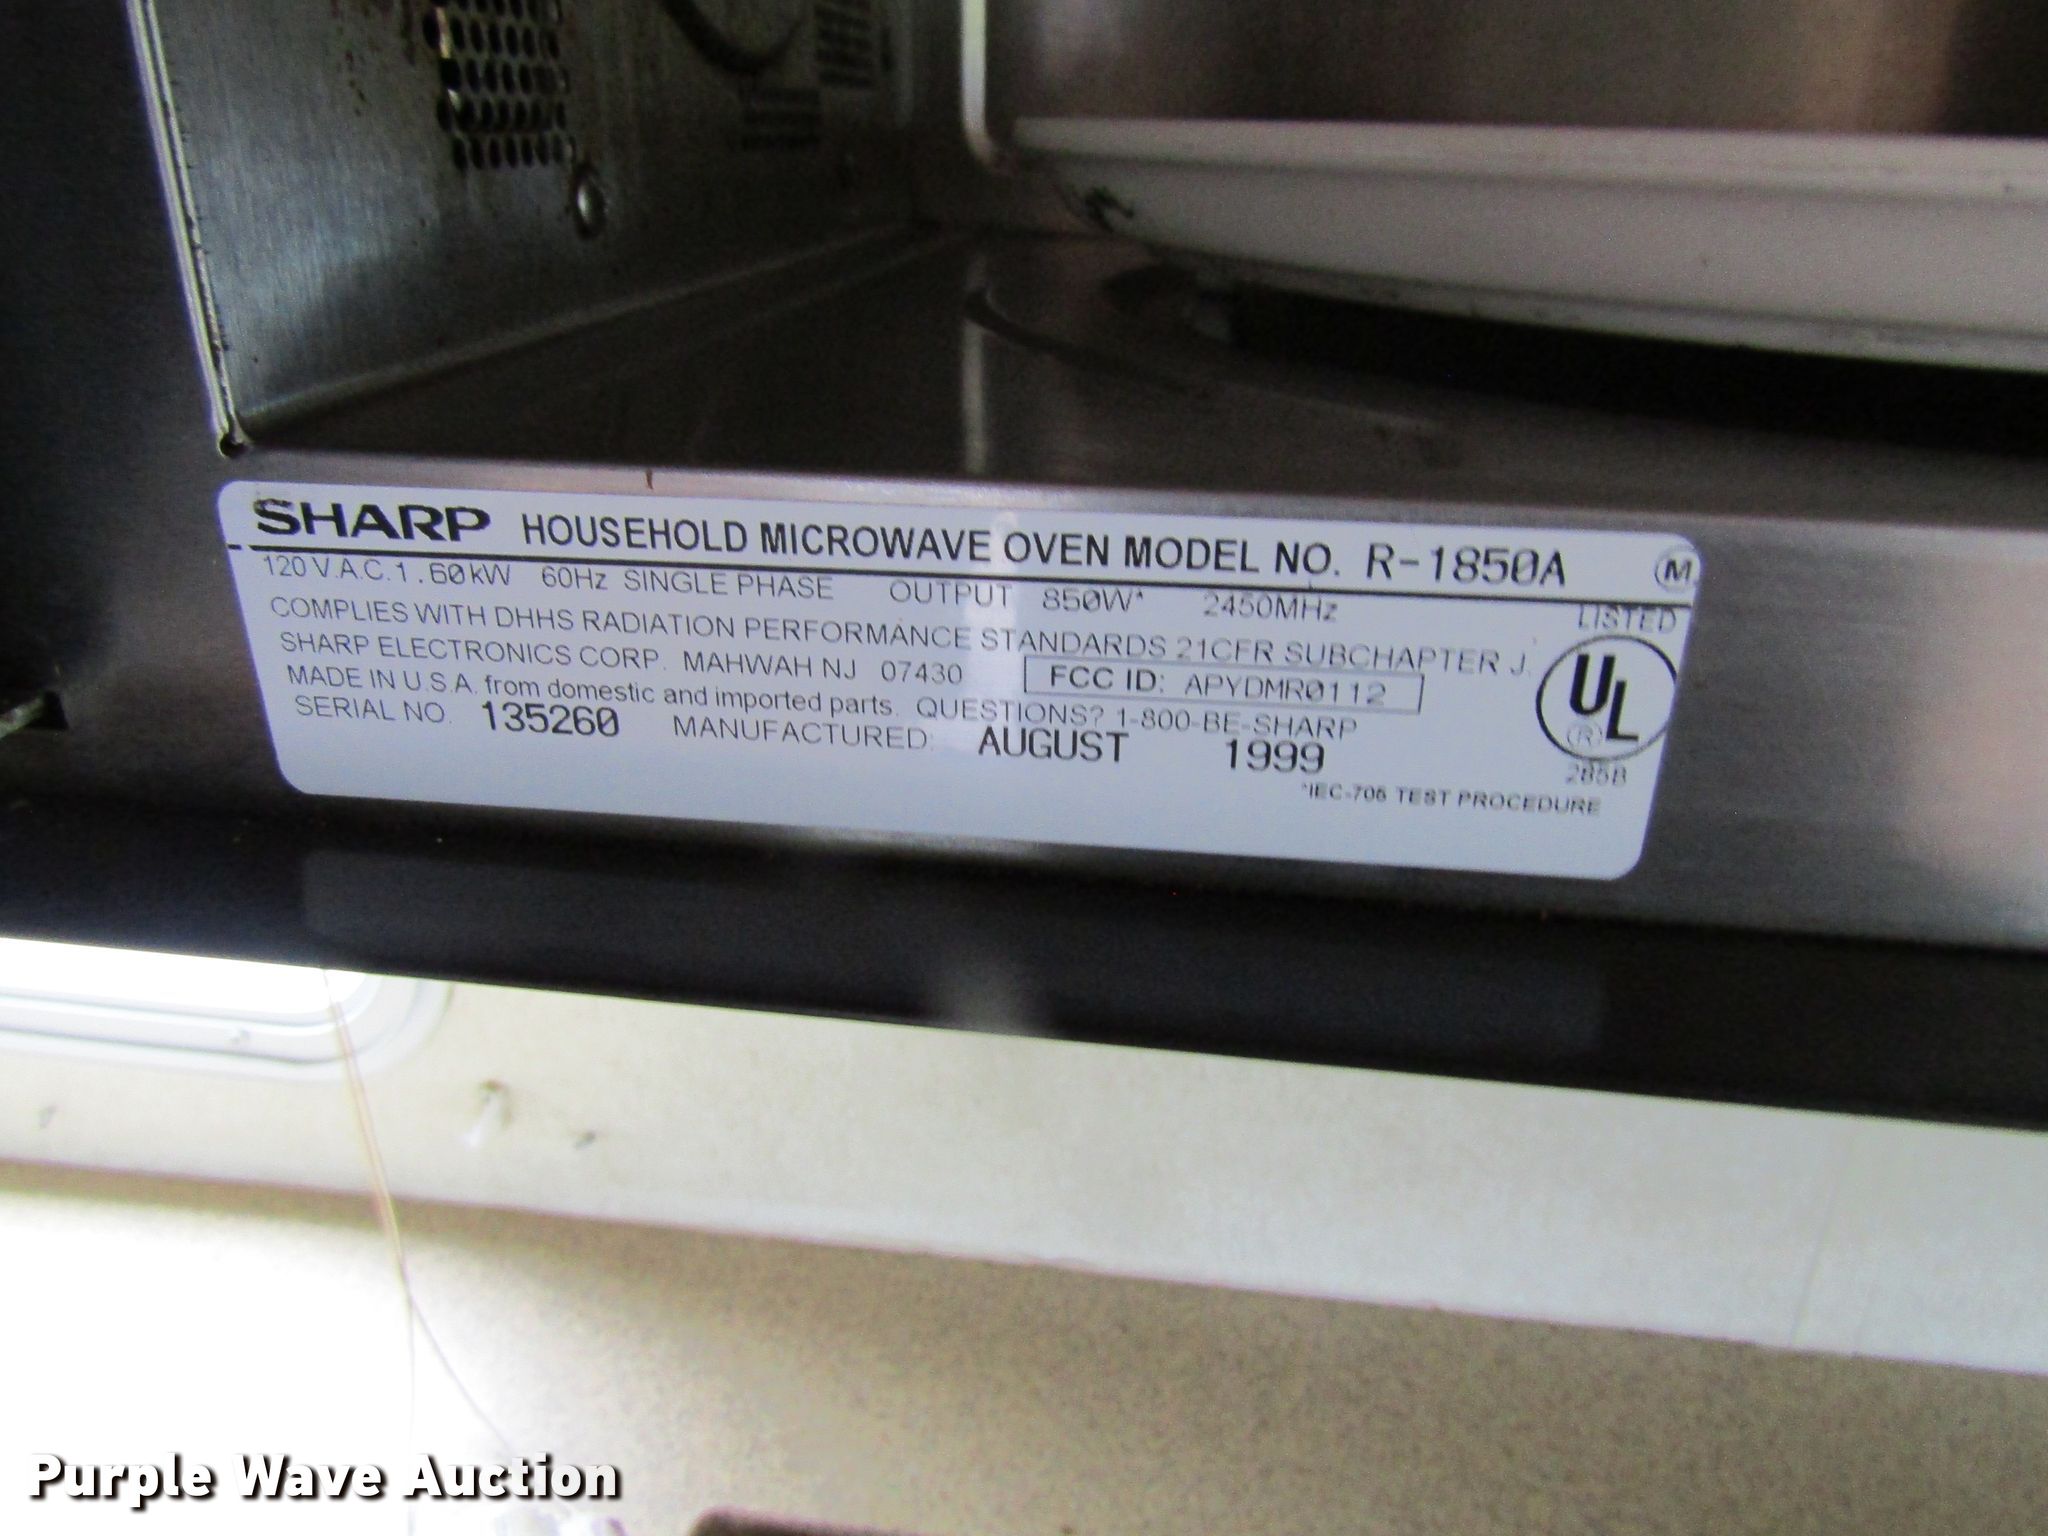 SHARP HOUSEHOLD MICROWAVE OVEN MODEL NO. R-1850A M
120 V.A.C. 1.60kW 60Hz SINGLE PHASE OUTPUT 850W* 2450MHz LISTED
COMPLIES WITH DHHS RADIATION PERFORMANCE STANDARDS 21CFR SUBCHAPTER J.
SHARP ELECTRONICS CORP. MAHWAH NJ 07430 FCC ID: APYDMR0112
UL
MADE IN U.S.A. from domestic and imported parts. QUESTIONS? 1-800-BE-SHARP
(R)
SERIAL NO. 135260 MANUFACTURED: AUGUST 1999
285B
*IEC-705 TEST PROCEDURE
Purple Wave Auction